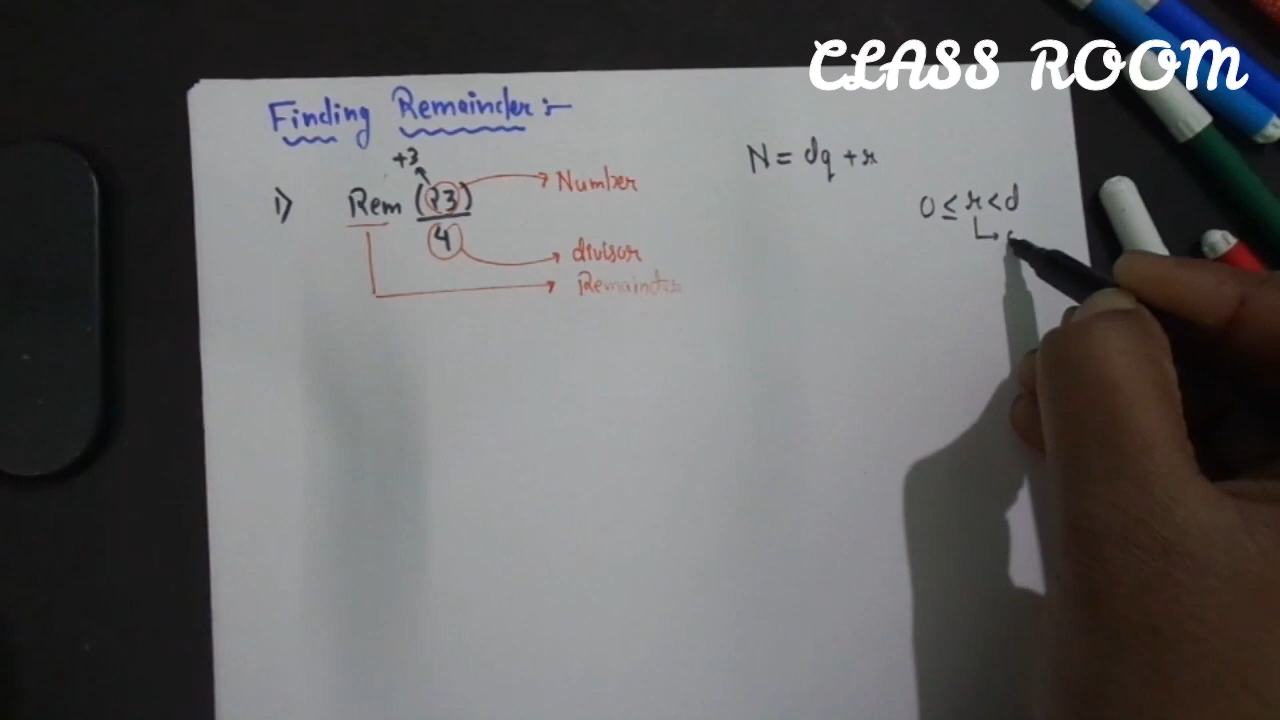 CLASS ROOM
Finding Remainder :-
+3
N = dq + r
1) Rem (23)
4
Number
divisor
Remainder
0 ≤ r < d